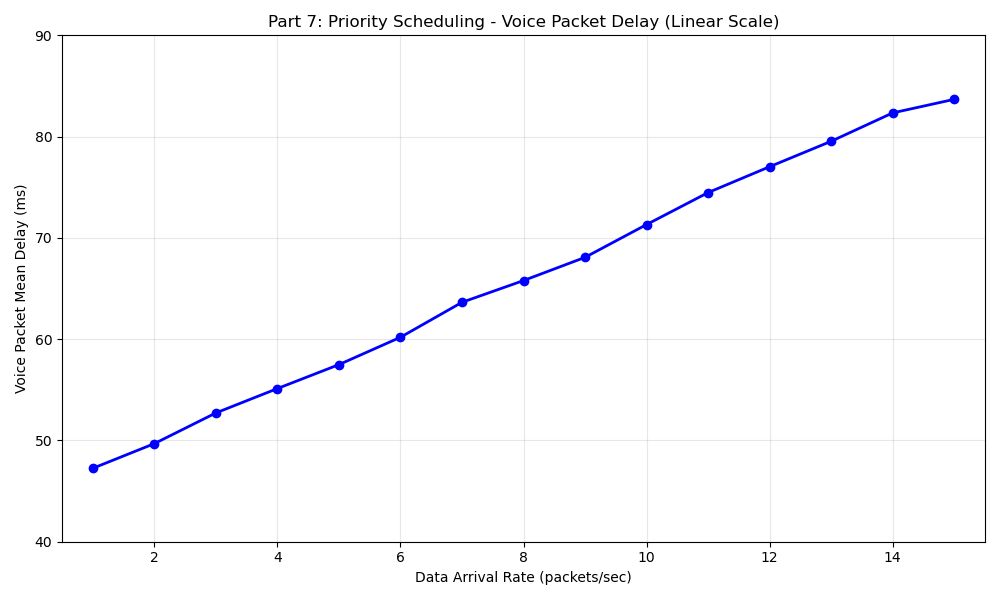 Part 7: Priority Scheduling - Voice Packet Delay (Linear Scale)
Voice Packet Mean Delay (ms)
90
80
70
60
50
40
2 4 6 8 10 12 14
Data Arrival Rate (packets/sec)